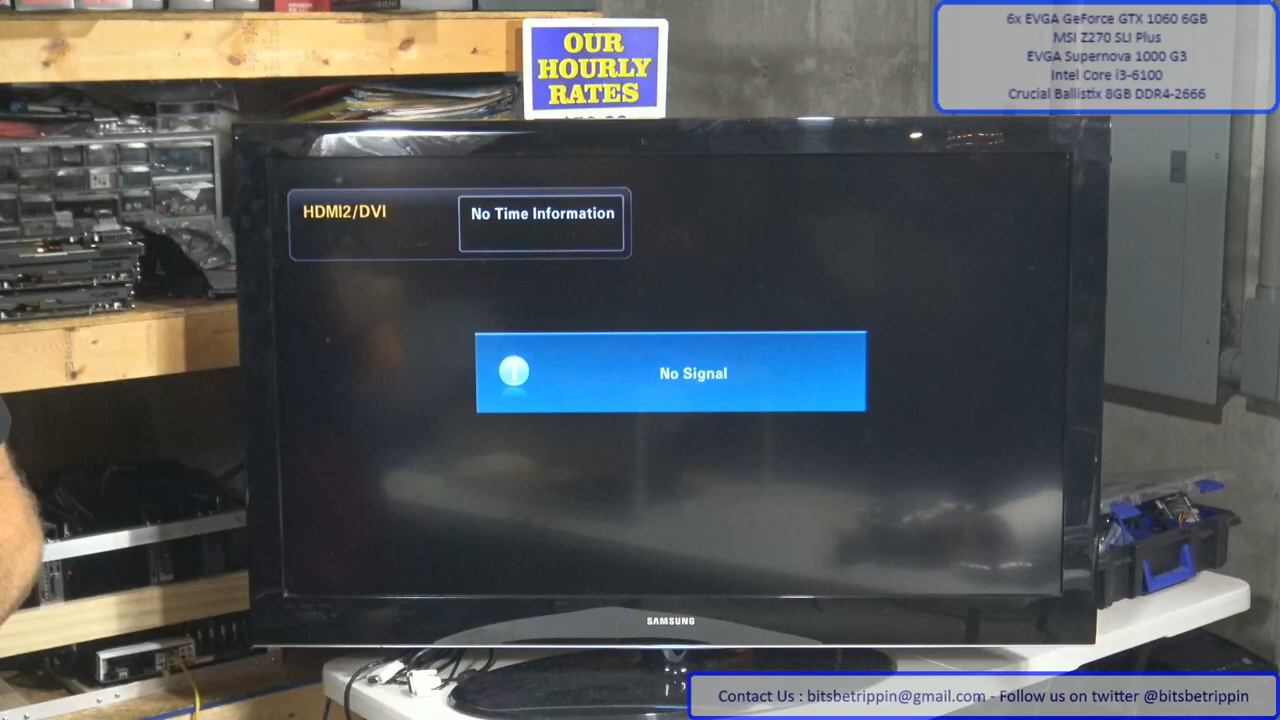 6x EVGA GeForce GTX 1060 6GB
MSI Z270 SLI Plus
EVGA Supernova 1000 G3
Intel Core i3-6100
Crucial Ballistix 8GB DDR4-2666
OUR
HOURLY
RATES
HDMI2/DVI
No Time Information
No Signal
SAMSUNG
Contact Us : bitsbetrippin@gmail.com - Follow us on twitter @bitsbetrippin